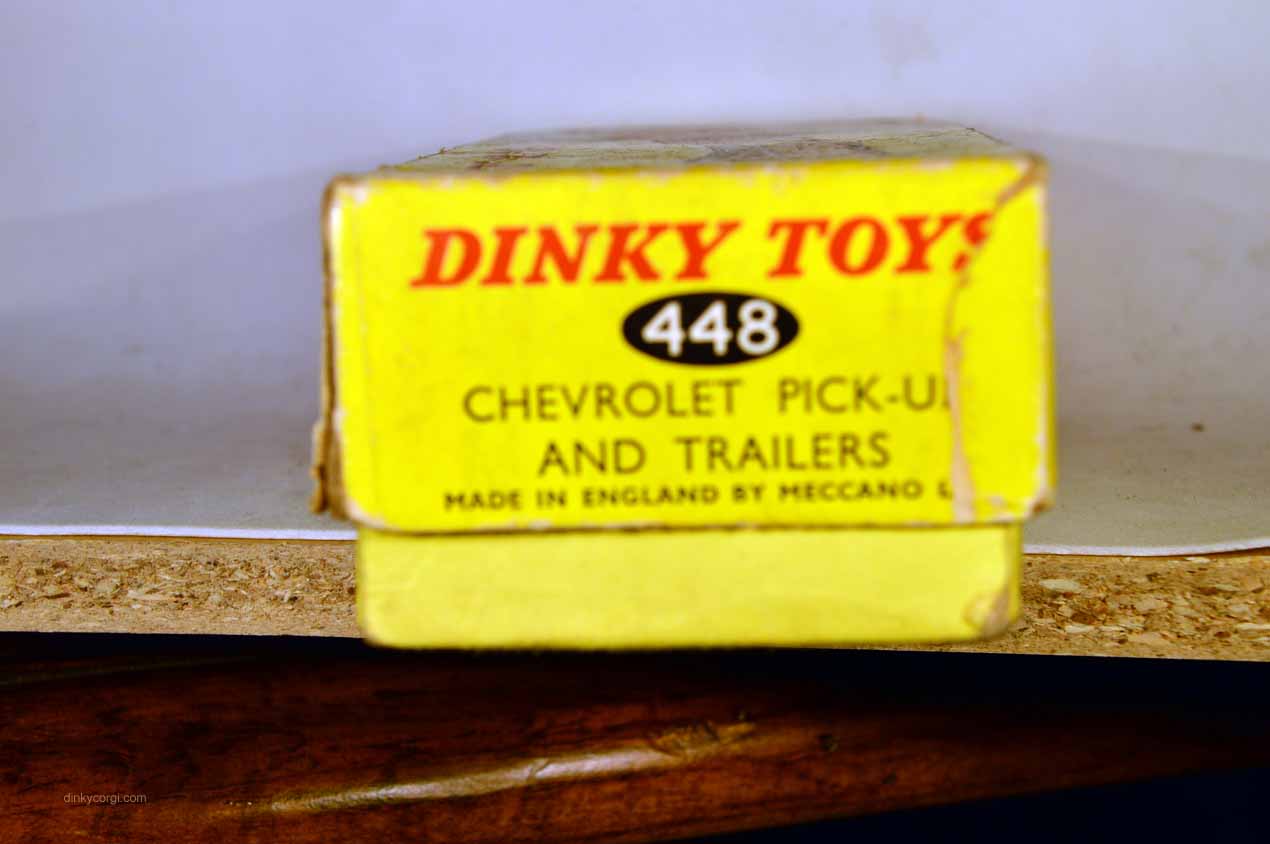 DINKY TOYS
448
CHEVROLET PICK-U
AND TRAILERS
MADE IN ENGLAND BY MECCANO L
dinkycorgi.com